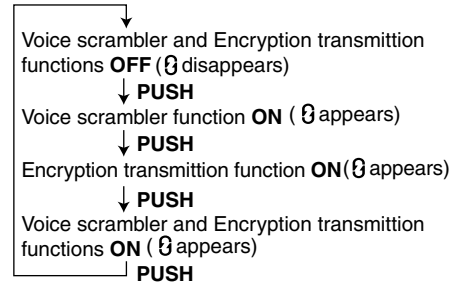 Voice scrambler and Encryption transmittion
functions OFF ( disappears)
PUSH
Voice scrambler function ON ( appears)
PUSH
Encryption transmittion function ON( appears)
PUSH
Voice scrambler and Encryption transmittion
functions ON ( appears)
PUSH